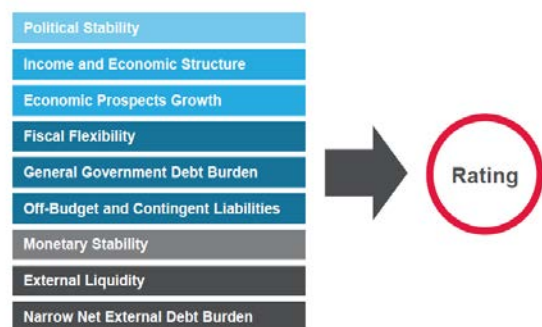 Political Stability
Income and Economic Structure
Economic Prospects Growth
Fiscal Flexibility
General Government Debt Burden
Off-Budget and Contingent Liabilities
Monetary Stability
External Liquidity
Narrow Net External Debt Burden
Rating